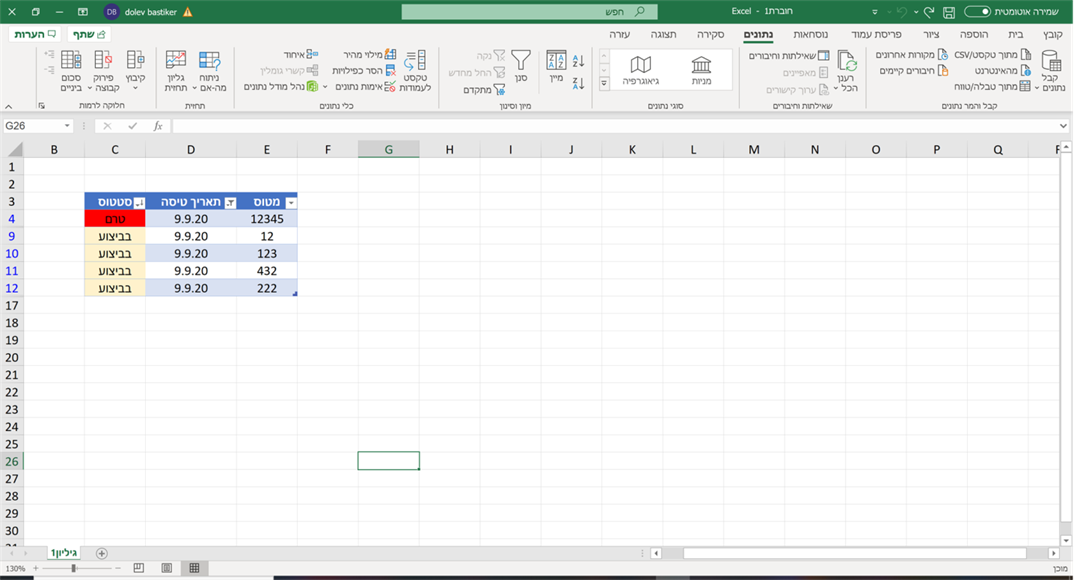 שמירה אוטומטית
חוברת1 - Excel
חפש
dolev bastiker
DB
קובץ בית הוספה ציור פריסת עמוד נוסחאות נתונים סקירה תצוגה עזרה
שתף
הערות
קבל נתונים
מתוך טקסט/CSV
מהאינטרנט
מתוך טבלה/טווח
מקורות אחרונים
חיבורים קיימים
קבל והמר נתונים
רענן הכל
שאילתות וחיבורים
מאפיינים
ערוך קישורים
שאילתות וחיבורים
מניות
גיאוגרפיה
סוגי נתונים
מיין
סנן
נקה
החל מחדש
מתקדם
מיון וסינון
טקסט לעמודות
מילוי מהיר
הסר כפילויות
אימות נתונים
איחוד
קשרי גומלין
נהל מודל נתונים
כלי נתונים
ניתוח מה-אם
גליון תחזית
תחזית
קיבוץ
פירוק קבוצה
סכום ביניים
חלוקה לרמות
G26
fx
B C D E F G H I J K L M N O P Q
1
2
3 סטטוס תאריך טיסה מטוס
4 טרם 9.9.20 12345
9 בביצוע 9.9.20 12
10 בביצוע 9.9.20 123
11 בביצוע 9.9.20 432
12 בביצוע 9.9.20 222
17
18
19
20
21
22
23
24
25
26
27
28
29
30
גיליון1
130%
מוכן